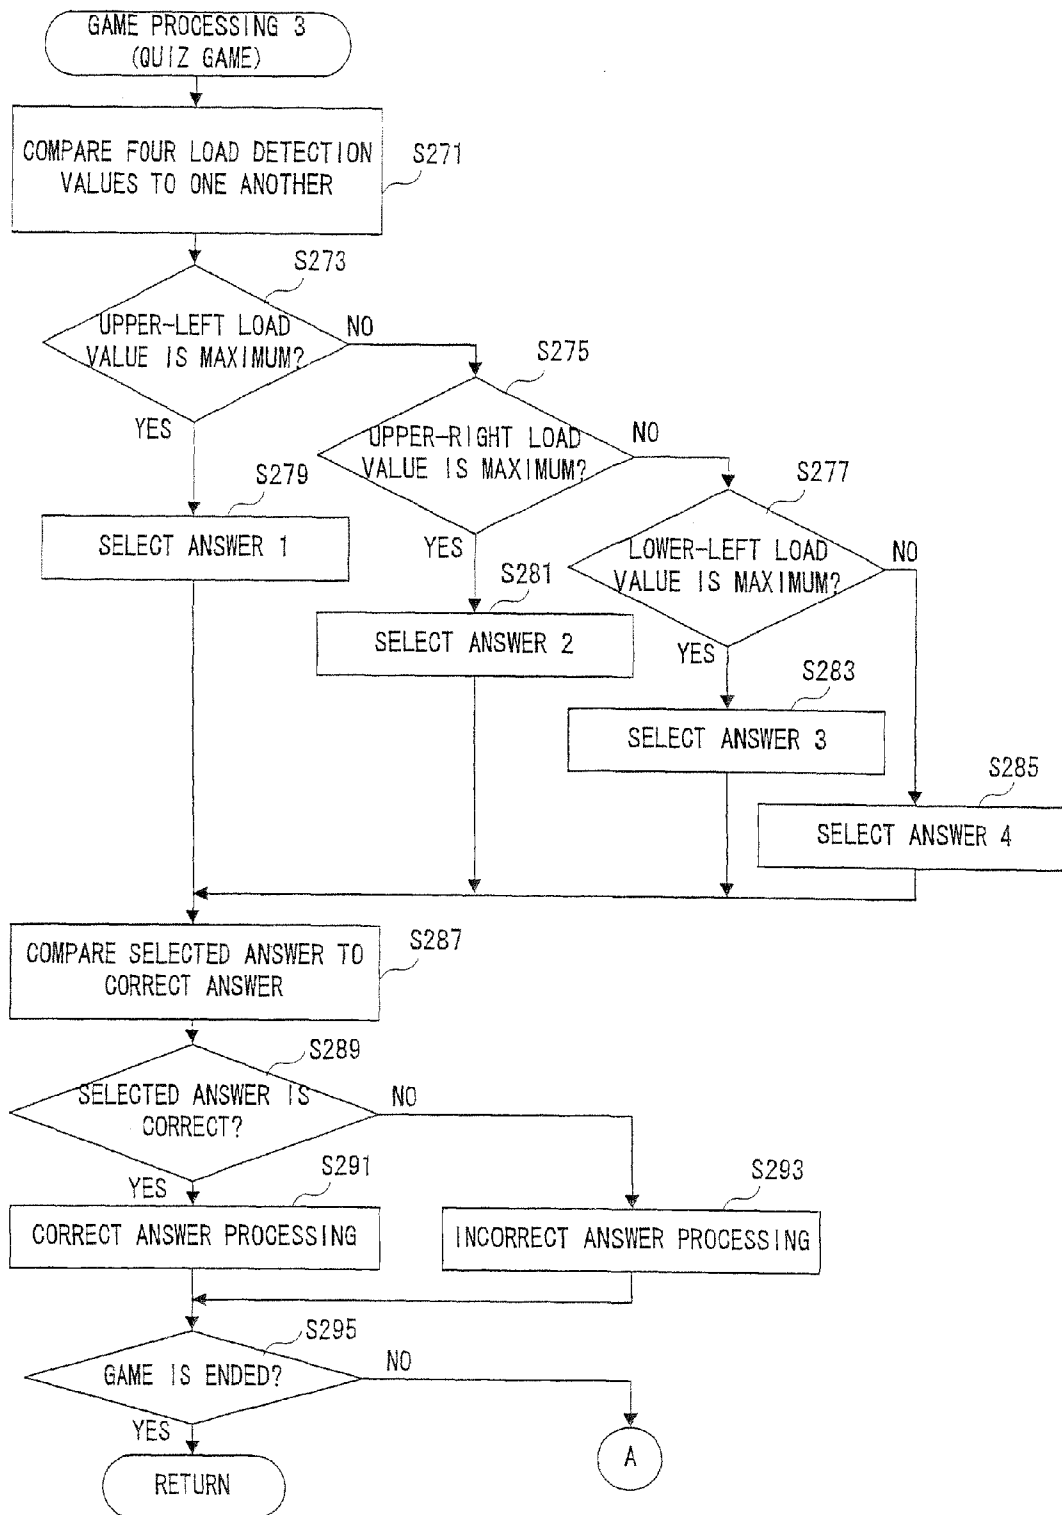 GAME PROCESSING 3
(QUIZ GAME)
COMPARE FOUR LOAD DETECTION
VALUES TO ONE ANOTHER
S271
S273
UPPER-LEFT LOAD
VALUE IS MAXIMUM?
NO
YES
S275
UPPER-RIGHT LOAD
VALUE IS MAXIMUM?
NO
YES
S277
LOWER-LEFT LOAD
VALUE IS MAXIMUM?
NO
YES
S279
SELECT ANSWER 1
S281
SELECT ANSWER 2
S283
SELECT ANSWER 3
S285
SELECT ANSWER 4
COMPARE SELECTED ANSWER TO
CORRECT ANSWER
S287
S289
SELECTED ANSWER IS
CORRECT?
NO
YES
S291
CORRECT ANSWER PROCESSING
S293
INCORRECT ANSWER PROCESSING
S295
GAME IS ENDED?
NO
YES
RETURN
A